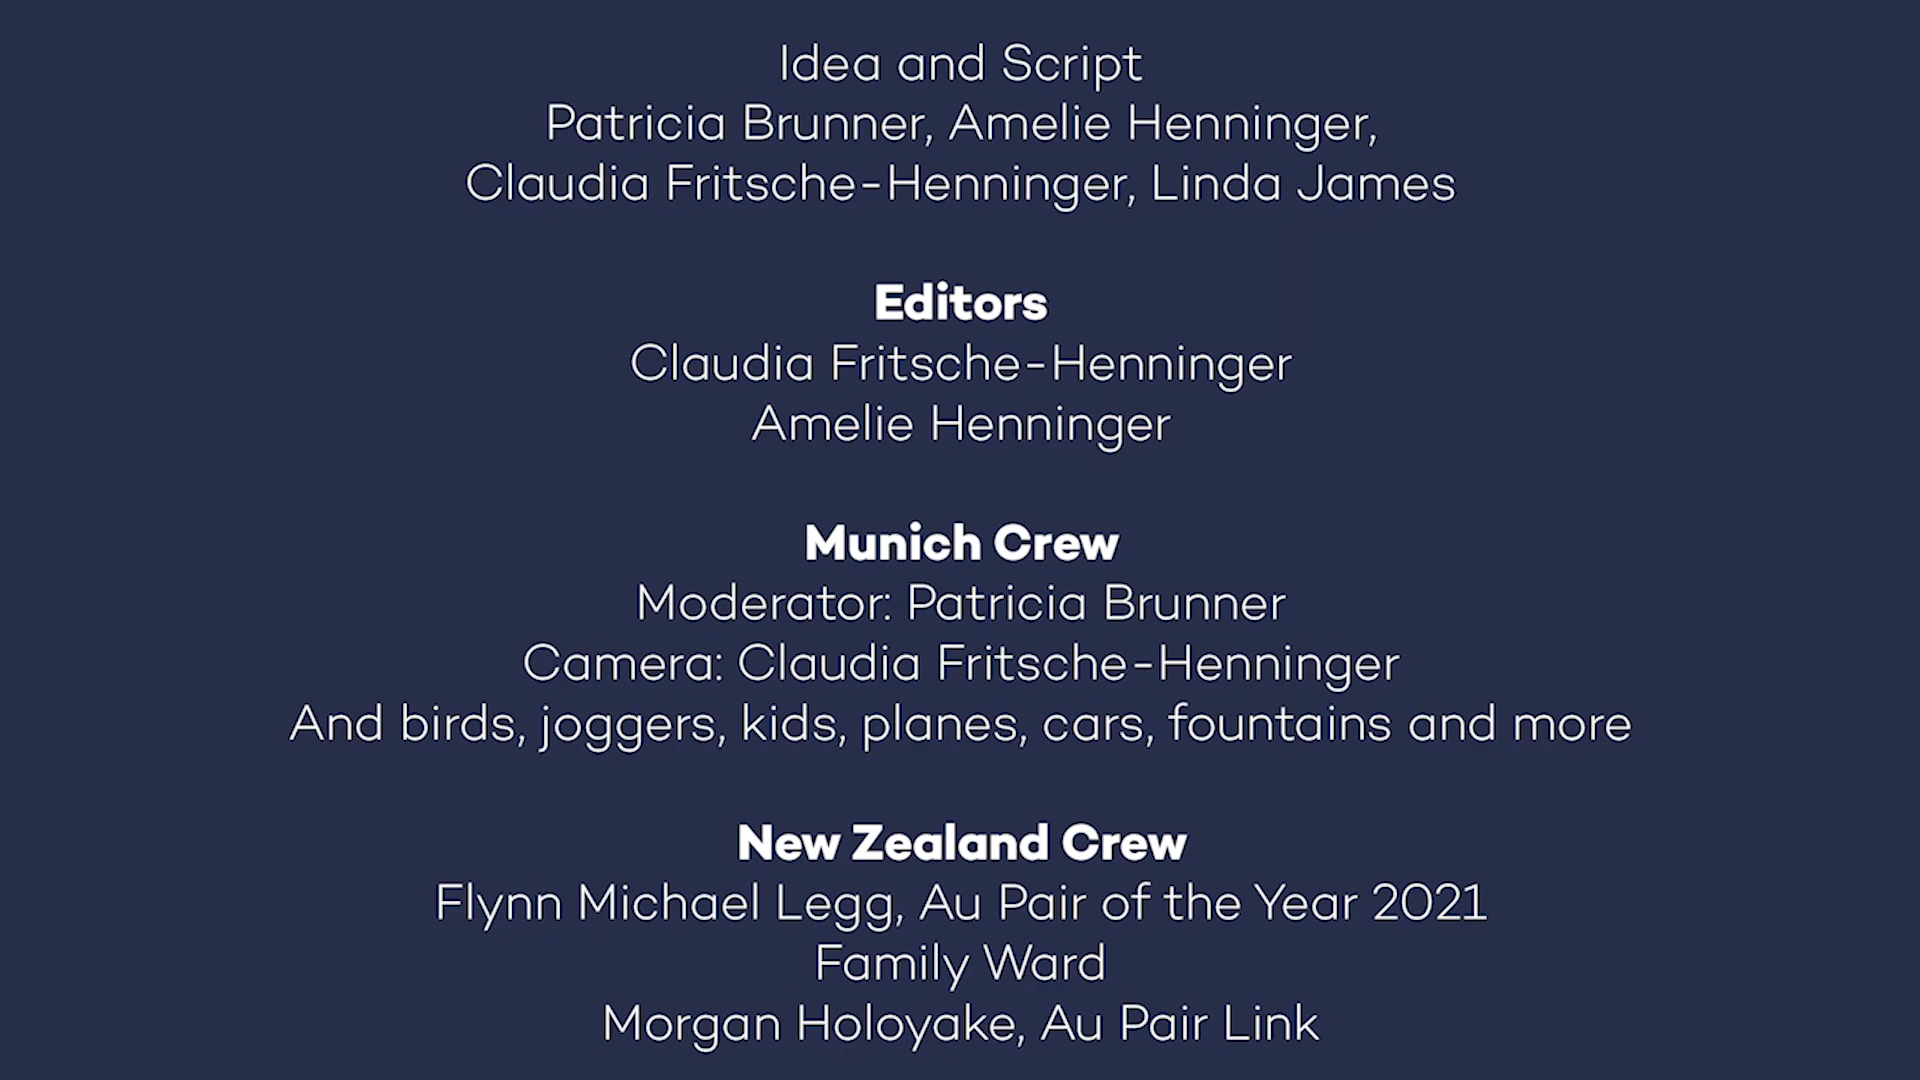 Idea and Script
Patricia Brunner, Amelie Henninger,
Claudia Fritsche-Henninger, Linda James
Editors
Claudia Fritsche-Henninger
Amelie Henninger
Munich Crew
Moderator: Patricia Brunner
Camera: Claudia Fritsche-Henninger
And birds, joggers, kids, planes, cars, fountains and more
New Zealand Crew
Flynn Michael Legg, Au Pair of the Year 2021
Family Ward
Morgan Holoyake, Au Pair Link